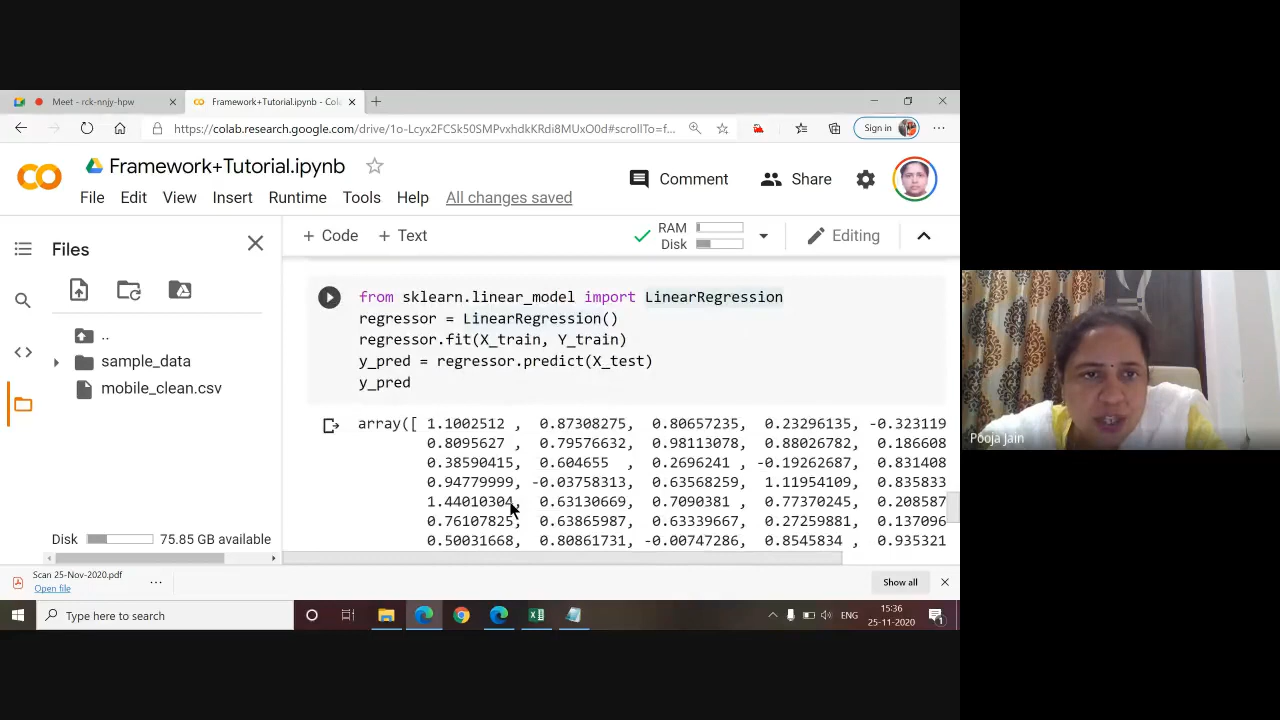 Meet - rck-nnjy-hpw
Framework+Tutorial.ipynb - Col
https://colab.research.google.com/drive/1o-Lcyx2FCSk50SMPvxhdkKRdi8MUxO0d#scrollTo=f...
Sign in
Framework+Tutorial.ipynb
Comment
Share
File Edit View Insert Runtime Tools Help All changes saved
Files
+ Code + Text
RAM
Disk
Editing
..
sample_data
mobile_clean.csv
from sklearn.linear_model import LinearRegression
regressor = LinearRegression()
regressor.fit(X_train, Y_train)
y_pred = regressor.predict(X_test)
y_pred
array([ 1.1002512 , 0.87308275, 0.80657235, 0.23296135, -0.323119
0.8095627 , 0.79576632, 0.98113078, 0.88026782, 0.186608
0.38590415, 0.604655 , 0.2696241 , -0.19262687, 0.831408
0.94779999, -0.03758313, 0.63568259, 1.11954109, 0.835833
1.44010304, 0.63130669, 0.7090381 , 0.77370245, 0.208587
0.76107825, 0.63865987, 0.63339667, 0.27259881, 0.137096
0.50031668, 0.80861731, -0.00747286, 0.8545834 , 0.935321
Disk 75.85 GB available
Scan 25-Nov-2020.pdf
Open file
Show all
Type here to search
ENG
15:36
25-11-2020
Pooja Jain